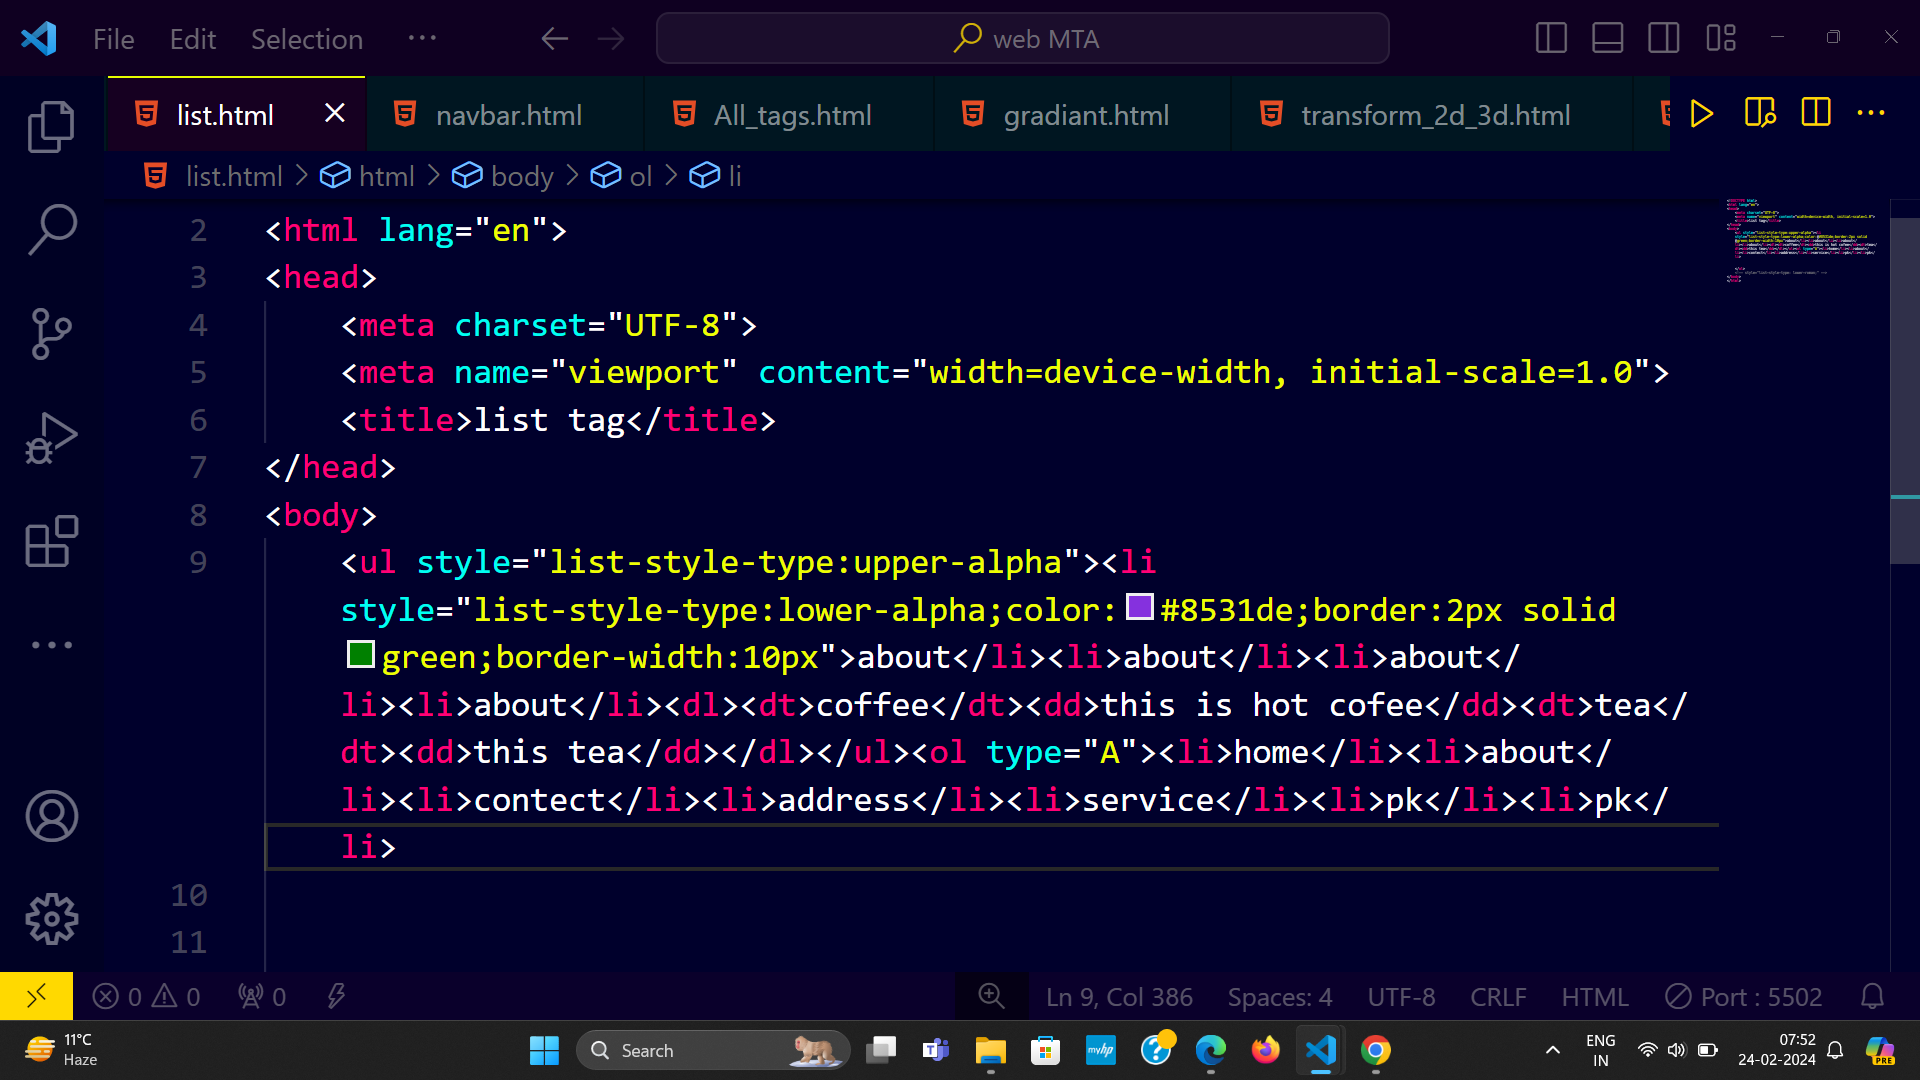 File Edit Selection ··· web MTA
list.html navbar.html All_tags.html gradiant.html transform_2d_3d.html
list.html > html > body > ol > li
2 <html lang="en">
3 <head>
4 <meta charset="UTF-8">
5 <meta name="viewport" content="width=device-width, initial-scale=1.0">
6 <title>list tag</title>
7 </head>
8 <body>
9 <ul style="list-style-type:upper-alpha"><li
style="list-style-type:lower-alpha;color:#8531de;border:2px solid
green;border-width:10px">about</li><li>about</li><li>about</
li><li>about</li><dl><dt>coffee</dt><dd>this is hot cofee</dd><dt>tea</
dt><dd>this tea</dd></dl></ul><ol type="A"><li>home</li><li>about</
li><li>contect</li><li>address</li><li>service</li><li>pk</li><li>pk</
li>
10
11
0 0 0 Ln 9, Col 386 Spaces: 4 UTF-8 CRLF HTML Port : 5502
11°C
Haze
Search
myhp
ENG
IN
07:52
24-02-2024
PRE